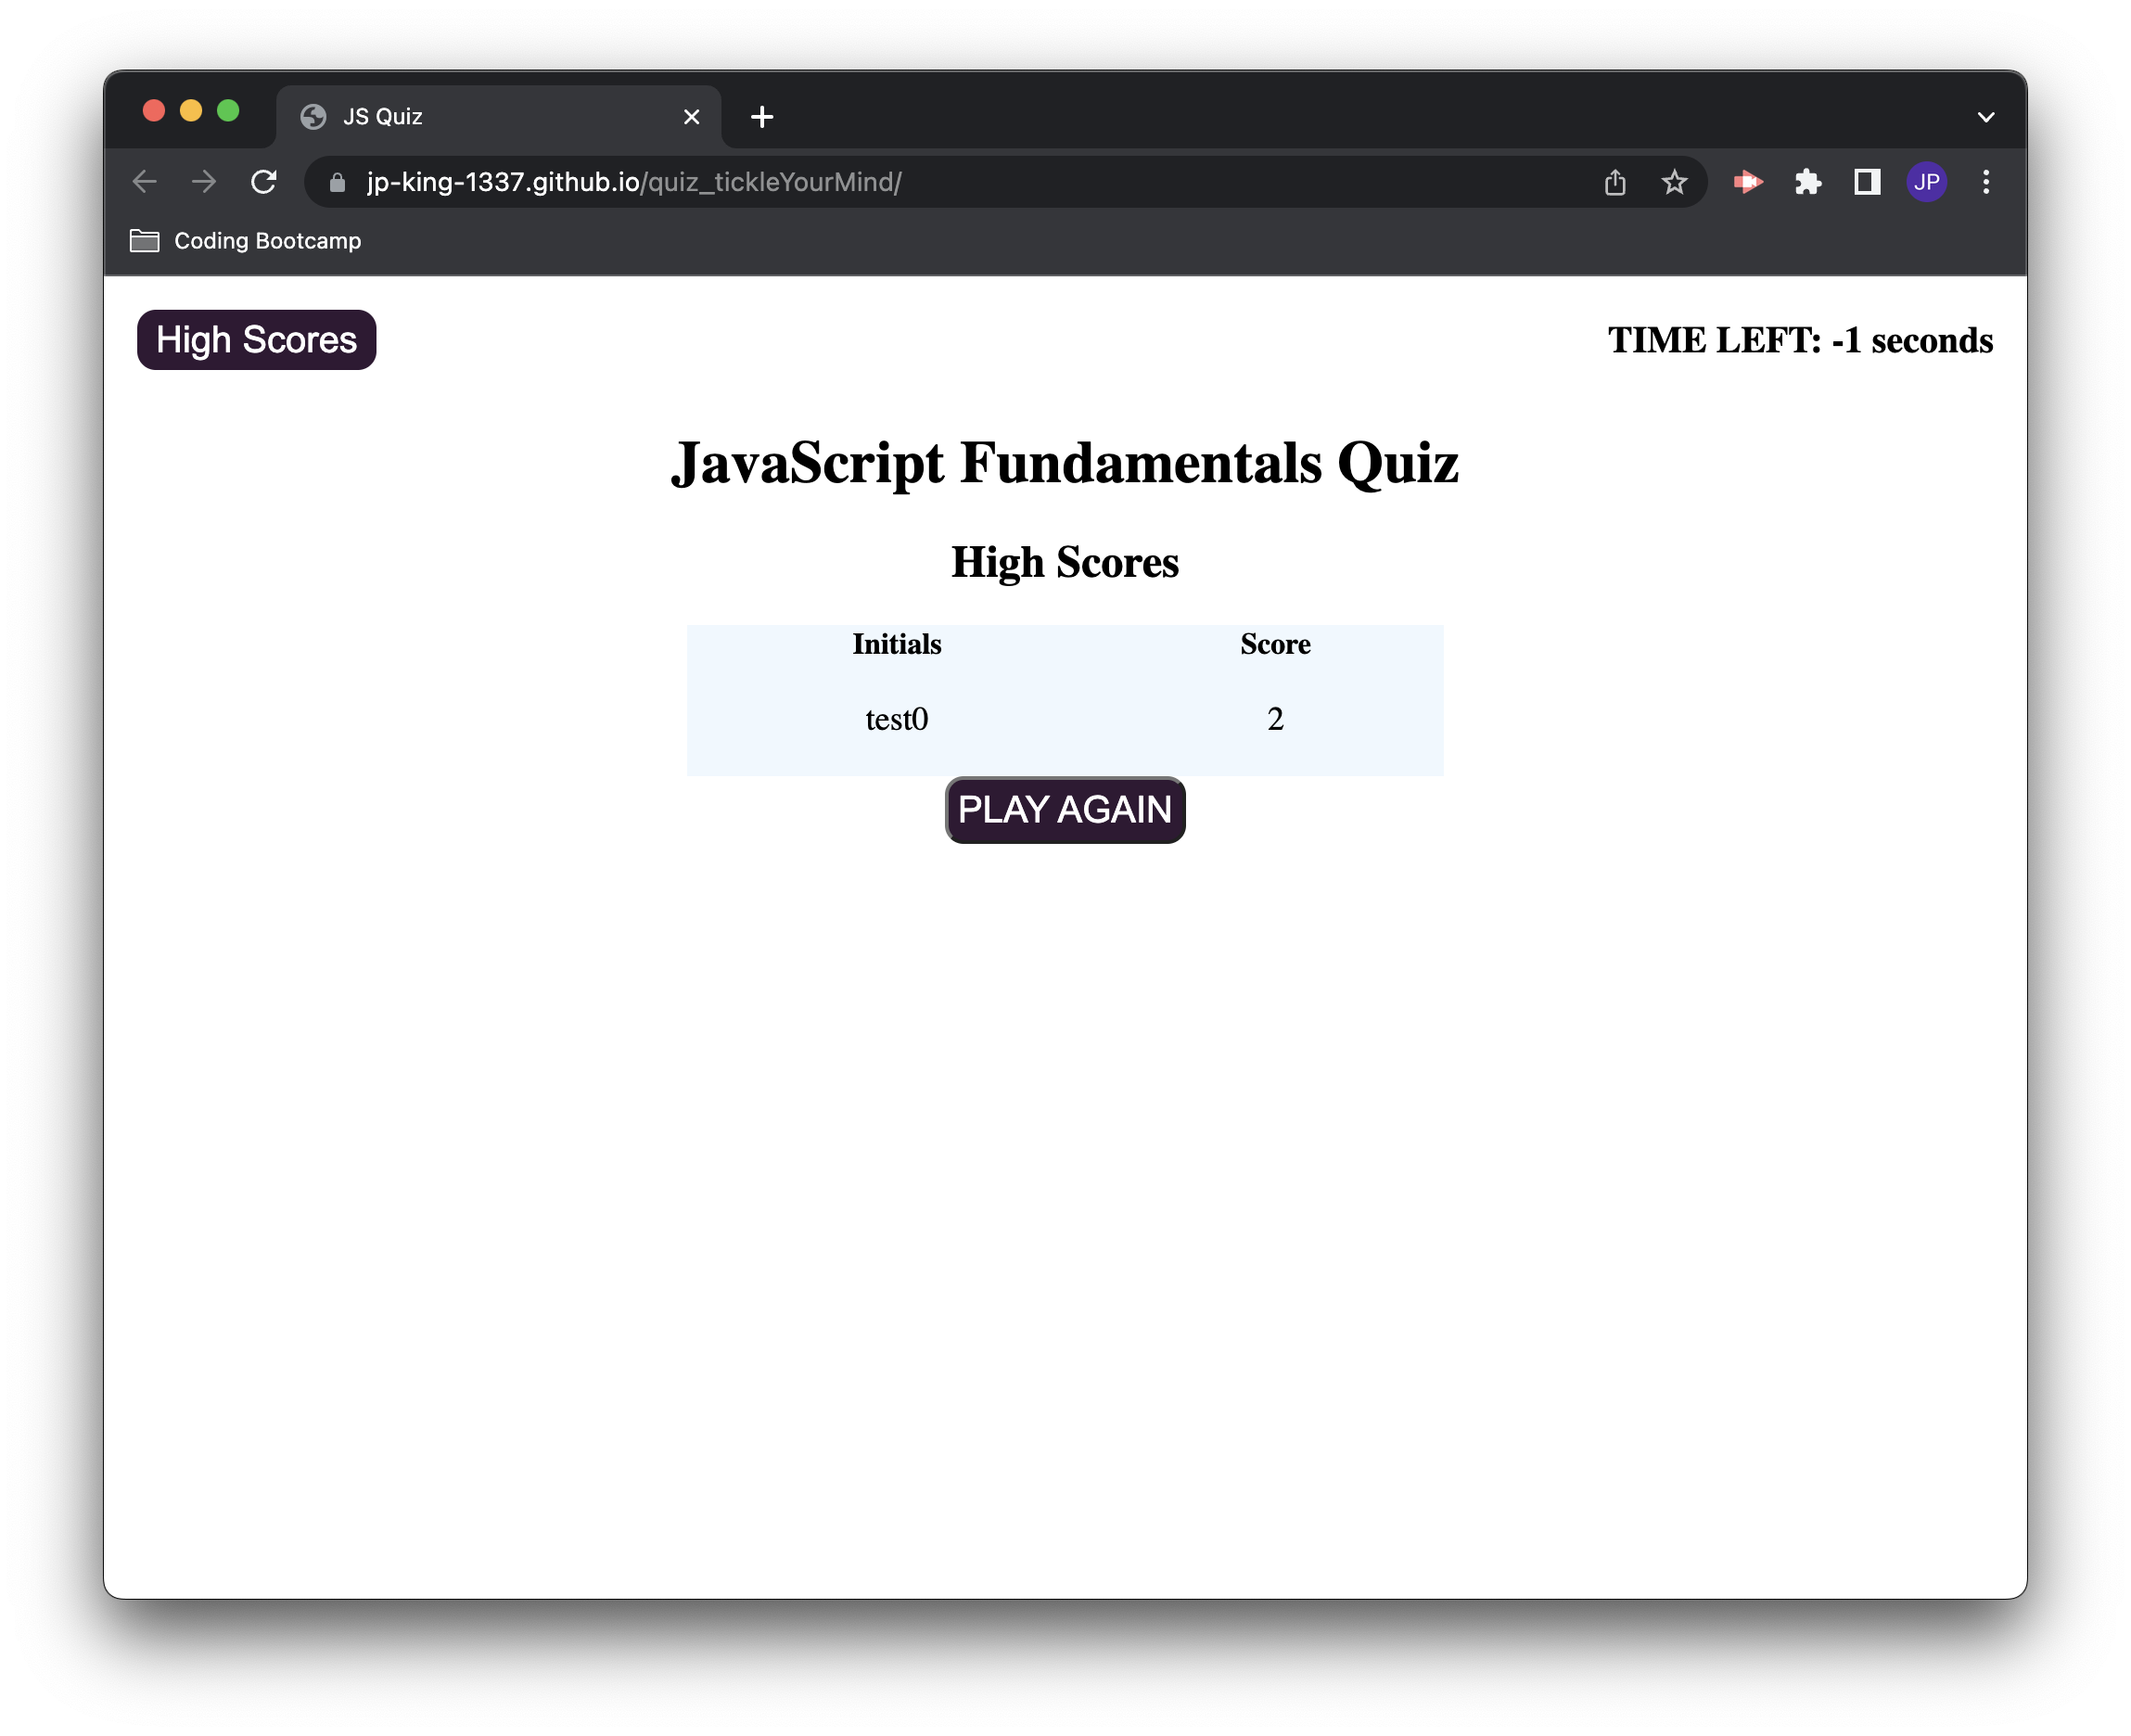 JS Quiz
jp-king-1337.github.io/quiz_tickleYourMind/
JP
Coding Bootcamp
High Scores
TIME LEFT: -1 seconds
JavaScript Fundamentals Quiz
High Scores
Initials Score
test0 2
PLAY AGAIN